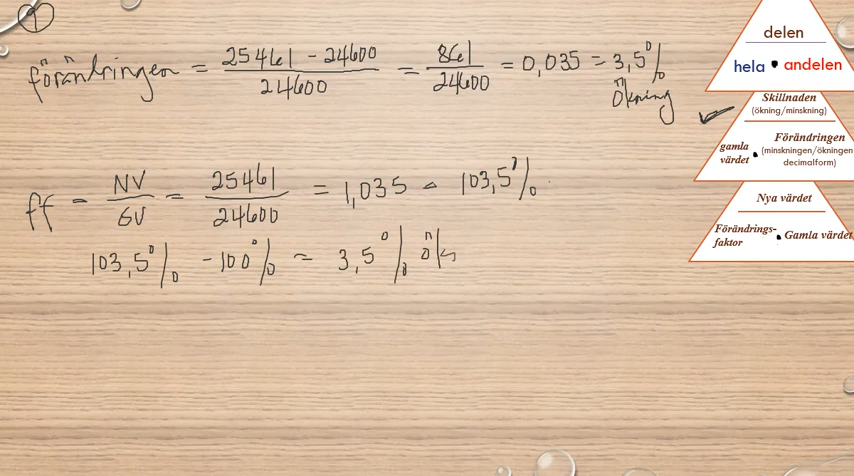 1
förändringen = 25461 - 24600 / 24600 = 861 / 24600 = 0,035 = 3,5 %
ökning
ff = NV / GV = 25461 / 24600 = 1,035 = 103,5 %
103,5 % - 100 % = 3,5 % ök
delen
hela • andelen
Skillnaden
(ökning/minskning)
gamla värdet • Förändringen
(minskningen/ökningen
decimalform)
Nya värdet
Förändrings-
faktor • Gamla värdet